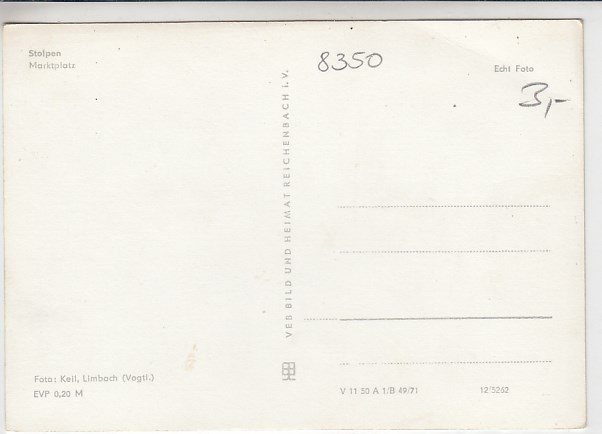 Stolpen
Marktplatz
8350
Echt Foto
3,-
VEB BILD UND HEIMAT REICHENBACH I. V.
Foto: Keil, Limbach (Vogtl.)
EVP 0,20 M
V 11 50 A 1/B 49/71
12/5262